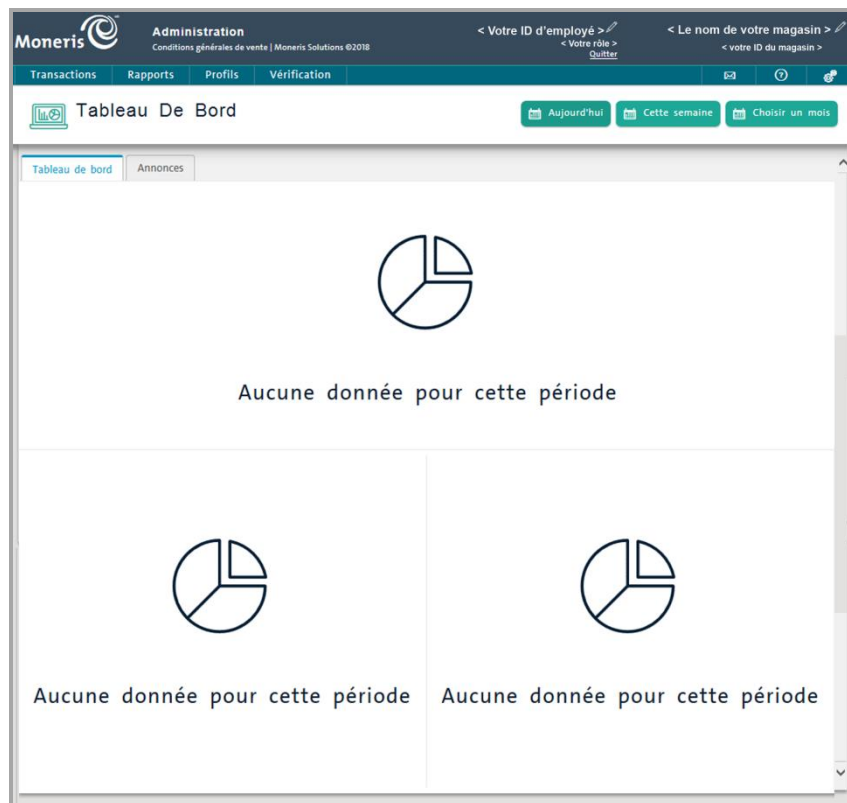 Moneris
Administration
Conditions générales de vente | Moneris Solutions ©2018
< Votre ID d'employé >
< Votre rôle >
Quitter
< Le nom de votre magasin >
< votre ID du magasin >
Transactions Rapports Profils Vérification
Tableau De Bord
Aujourd'hui Cette semaine Choisir un mois
Tableau de bord Annonces
Aucune donnée pour cette période
Aucune donnée pour cette période Aucune donnée pour cette période